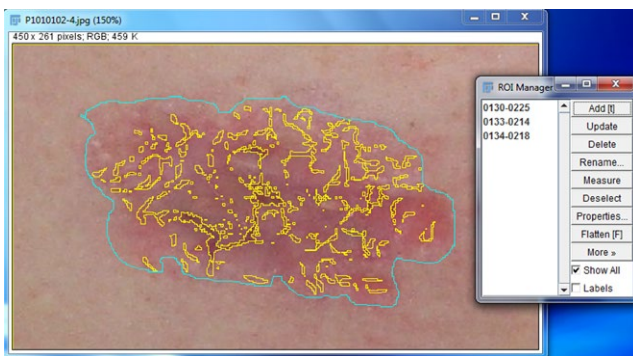 P1010102-4.jpg (150%)
450 x 261 pixels; RGB; 459 K
ROI Manager
0130-0225
0133-0214
0134-0218
Add [t]
Update
Delete
Rename...
Measure
Deselect
Properties...
Flatten [F]
More »
Show All
Labels